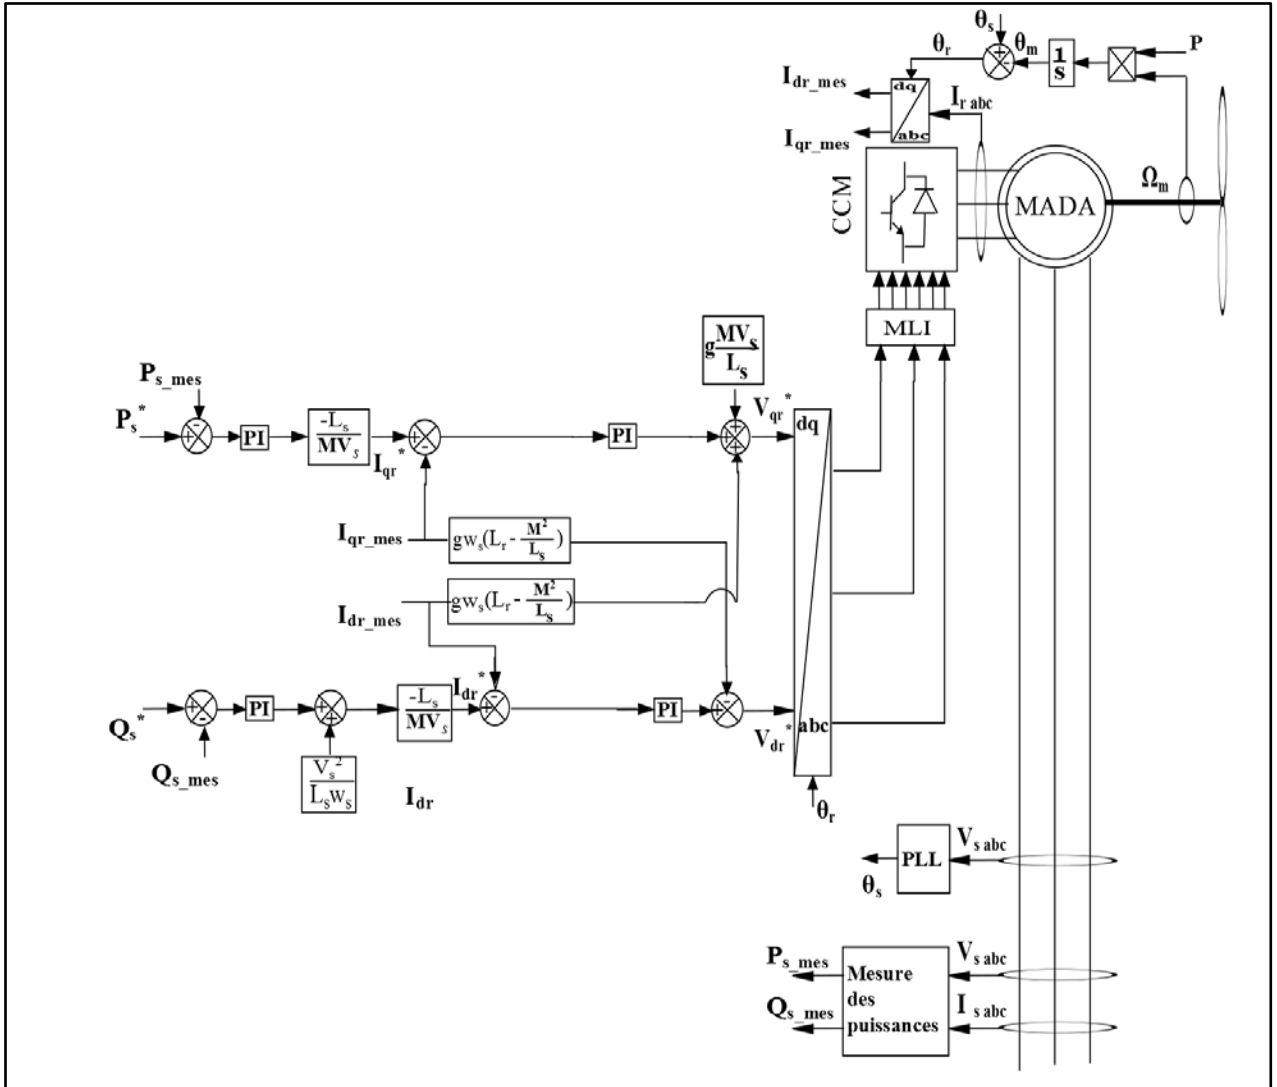 θs
θr
θm
1
s
P
Idr_mes
dq
abc
Ir abc
Iqr_mes
CCM
MADA
Ωm
MLI
gMVs
Ls
Ps_mes
Ps*
+
-
PI
-Ls
MVs
Iqr*
+
-
PI
+
+
+
Vqr*
dq
Iqr_mes
gws(Lr - M²
Ls)
Idr_mes
gws(Lr - M²
Ls)
Qs*
+
-
Qs_mes
PI
+
+
Vs²
Lsws
-Ls
MVs
Idr*
+
-
Idr
PI
+
-
Vdr*
abc
θr
PLL
Vs abc
θs
Ps_mes
Qs_mes
Mesure
des
puissances
Vs abc
Is abc